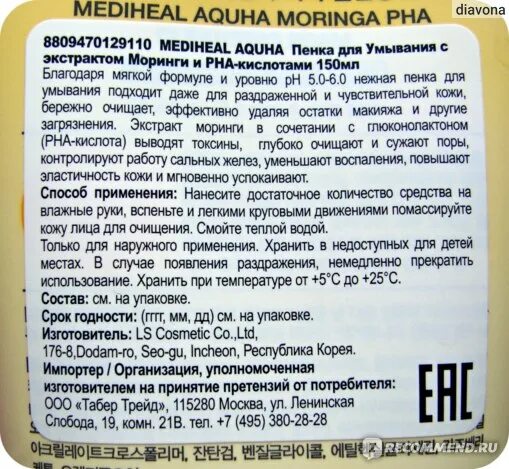 diavona
MEDIHEAL AQUHA MORINGA PHA
8809470129110 MEDIHEAL AQUHA Пенка для Умывания с
экстрактом Моринги и PHA-кислотами 150мл
Благодаря мягкой формуле и уровню pH 5.0-6.0 нежная пенка для
умывания подходит даже для раздраженной и чувствительной кожи,
бережно очищает, эффективно удаляя остатки макияжа и другие
загрязнения. Экстракт моринги в сочетании с глюконолактоном
(PHA-кислота) выводят токсины, глубоко очищают и сужают поры,
контролируют работу сальных желез, уменьшают воспаления, повышают
эластичность кожи и мгновенно успокаивают.
Способ применения: Нанесите достаточное количество средства на
влажные руки, вспеньте и легкими круговыми движениями помассируйте
кожу лица для очищения. Смойте теплой водой.
Только для наружного применения. Хранить в недоступных для детей
местах. В случае появления раздражения, немедленно прекратить
использование. Хранить при температуре от +5°C до +25°C.
Состав: см. на упаковке.
Срок годности: (гггг, мм, дд) см. на упаковке.
Изготовитель: LS Cosmetic Co.,Ltd,
176-8,Dodam-ro, Seo-gu, Incheon, Республика Корея.
Импортер / Организация, уполномоченная
изготовителем на принятия претензий от потребителя:
ООО «Табер Трейд», 115280 Москва, ул. Ленинская
Слобода, 19, комн. 21В. тел. +7 (495) 380-28-28
EAC
아크릴레이트크로스폴리머, 잔탄검, 벤질글라이콜, 에틸헥
RECOMMEND.RU